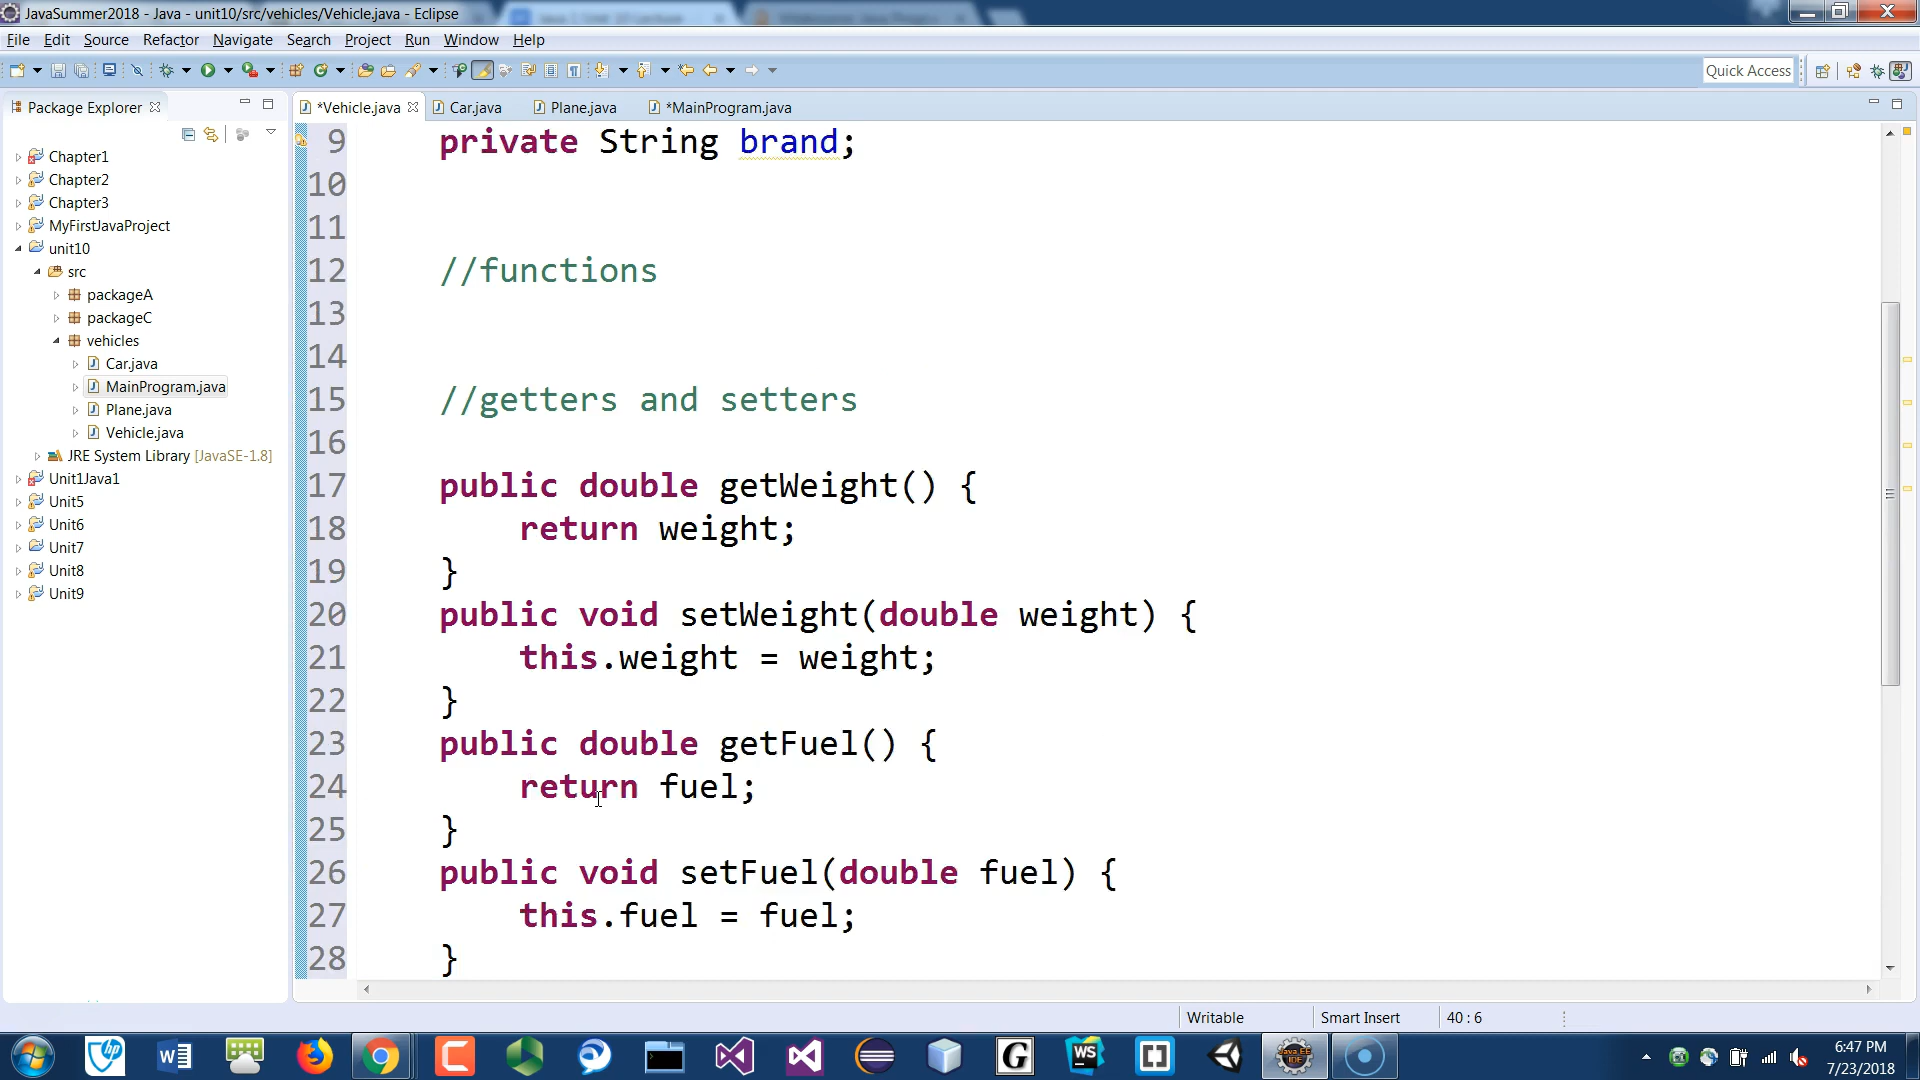 JavaSummer2018 - Java - unit10/src/vehicles/Vehicle.java - Eclipse
File Edit Source Refactor Navigate Search Project Run Window Help
Quick Access
Package Explorer
*Vehicle.java Car.java Plane.java *MainProgram.java
Chapter1
Chapter2
Chapter3
MyFirstJavaProject
unit10
src
packageA
packageC
vehicles
Car.java
MainProgram.java
Plane.java
Vehicle.java
JRE System Library [JavaSE-1.8]
Unit1Java1
Unit5
Unit6
Unit7
Unit8
Unit9
9 private String brand;
10
11
12 //functions
13
14
15 //getters and setters
16
17 public double getWeight() {
18 return weight;
19 }
20 public void setWeight(double weight) {
21 this.weight = weight;
22 }
23 public double getFuel() {
24 return fuel;
25 }
26 public void setFuel(double fuel) {
27 this.fuel = fuel;
28 }
Writable Smart Insert 40 : 6
6:47 PM
7/23/2018